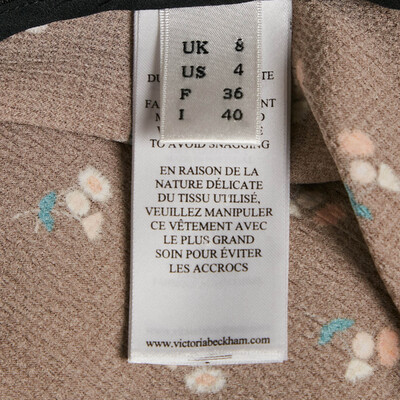 UK 8
US 4
F 36
I 40
TO AVOID SNAGGING
EN RAISON DE LA
NATURE DÉLICATE
DU TISSU UTILISÉ,
VEUILLEZ MANIPULER
CE VÊTEMENT AVEC
LE PLUS GRAND
SOIN POUR ÉVITER
LES ACCROCS
www.victoriabeckham.com